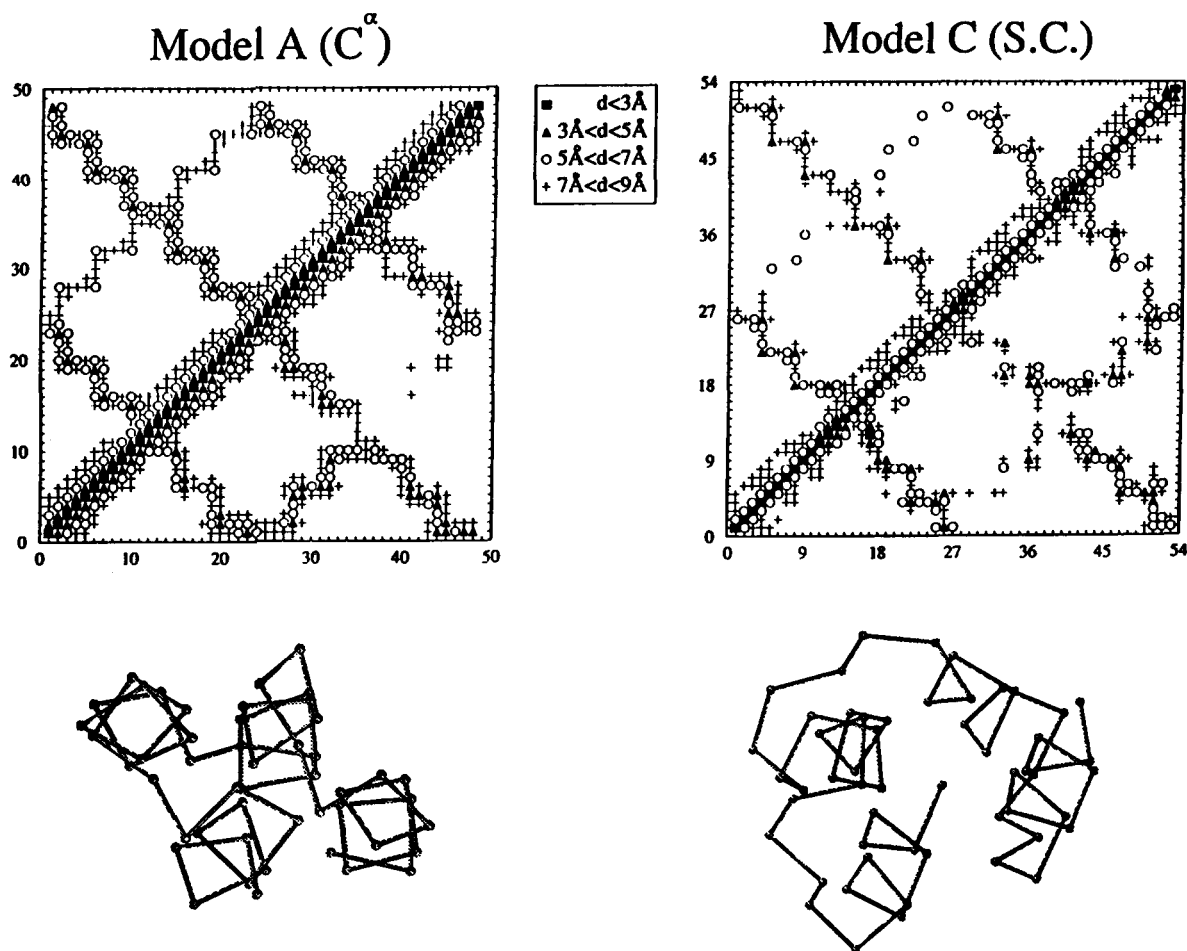 Model A (C^α)
Model C (S.C.)
50
40
30
20
10
0
0 10 20 30 40 50
■ d<3Å
▲ 3Å<d<5Å
○ 5Å<d<7Å
+ 7Å<d<9Å
54
45
36
27
18
9
0
0 9 18 27 36 45 54